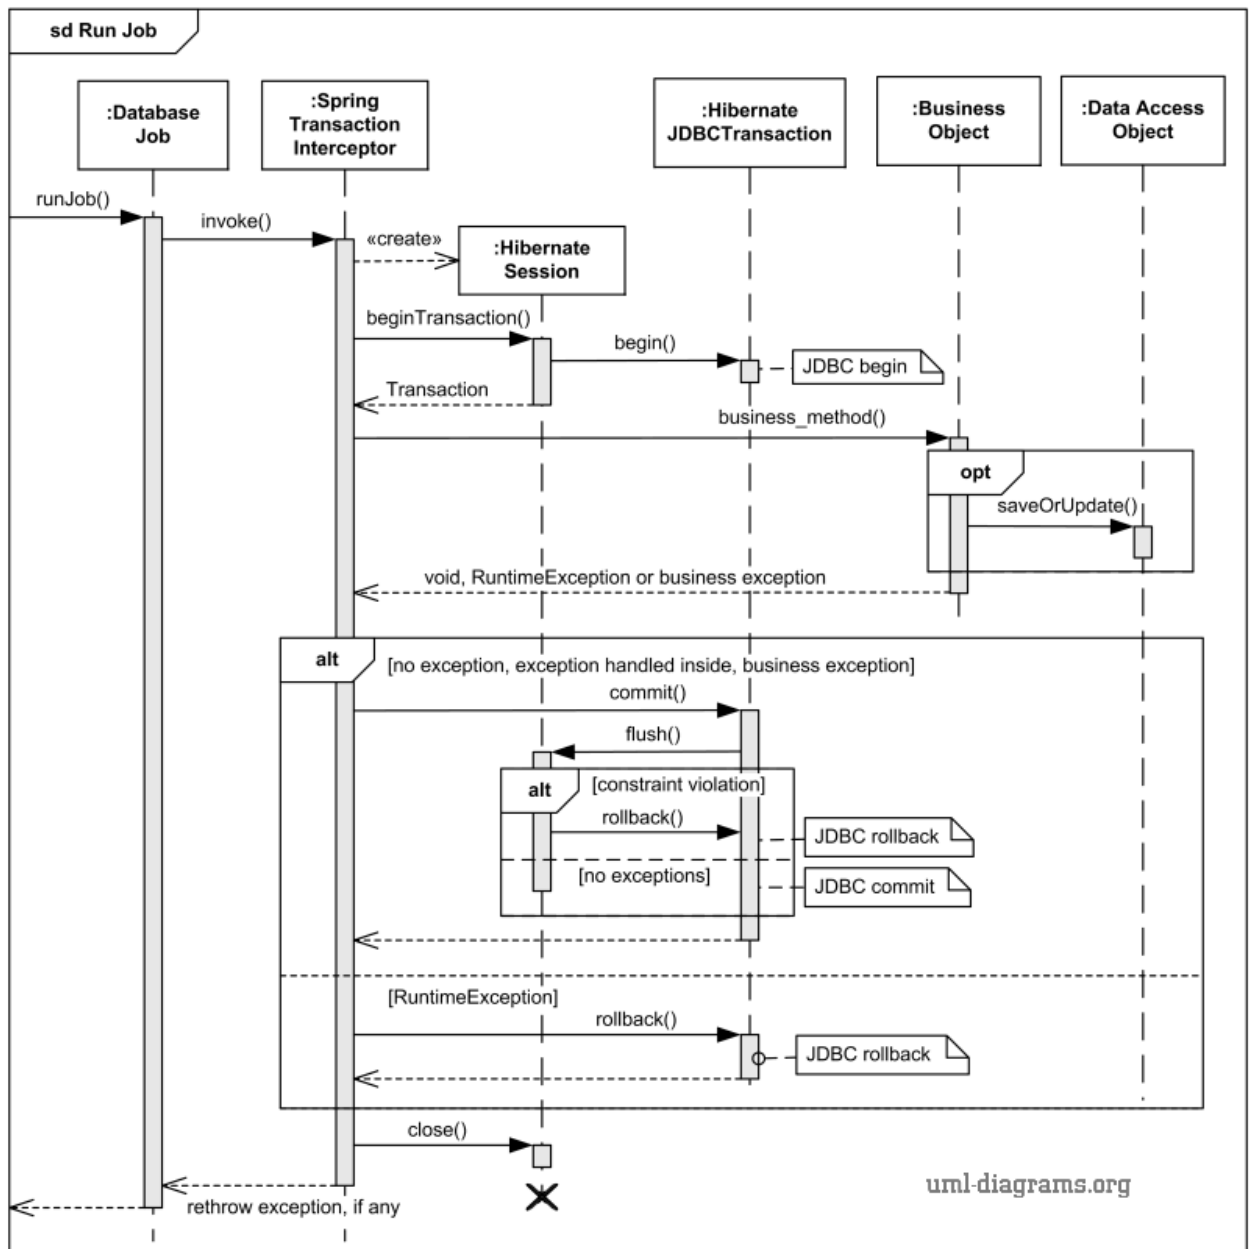 sd Run Job
:Database
Job
:Spring
Transaction
Interceptor
:Hibernate
JDBCTransaction
:Business
Object
:Data Access
Object
runJob()
invoke()
«create»
:Hibernate
Session
beginTransaction()
begin()
JDBC begin
Transaction
business_method()
opt
saveOrUpdate()
void, RuntimeException or business exception
alt
[no exception, exception handled inside, business exception]
commit()
flush()
alt
[constraint violation]
rollback()
JDBC rollback
[no exceptions]
JDBC commit
[RuntimeException]
rollback()
JDBC rollback
close()
uml-diagrams.org
rethrow exception, if any